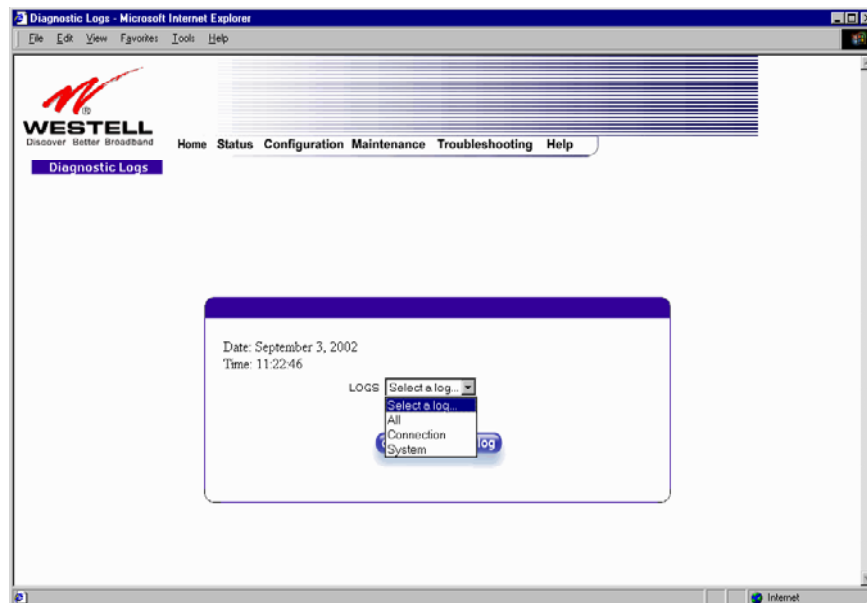 Diagnostic Logs - Microsoft Internet Explorer
File Edit View Favorites Tools Help
WESTELL
®
Discover Better Broadband
Home Status Configuration Maintenance Troubleshooting Help
Diagnostic Logs
Date: September 3, 2002
Time: 11:22:46
LOGS Select a log...
Select a log...
All
Connection
System
log
Internet